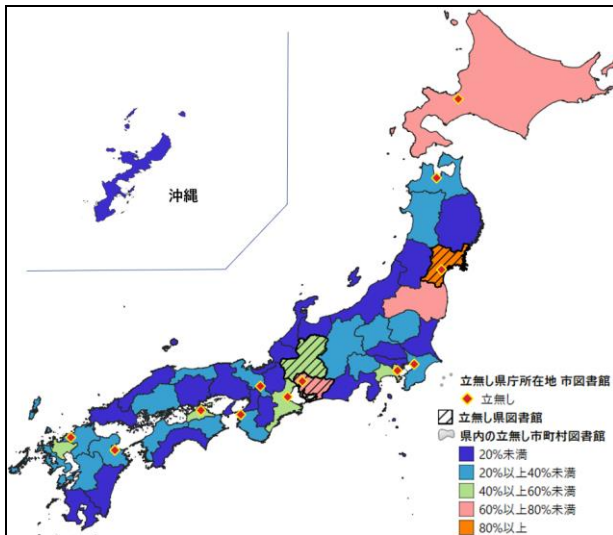 沖縄
立無し県庁所在地 市図書館
立無し
立無し県図書館
県内の立無し市町村図書館
20%未満
20%以上40%未満
40%以上60%未満
60%以上80%未満
80%以上